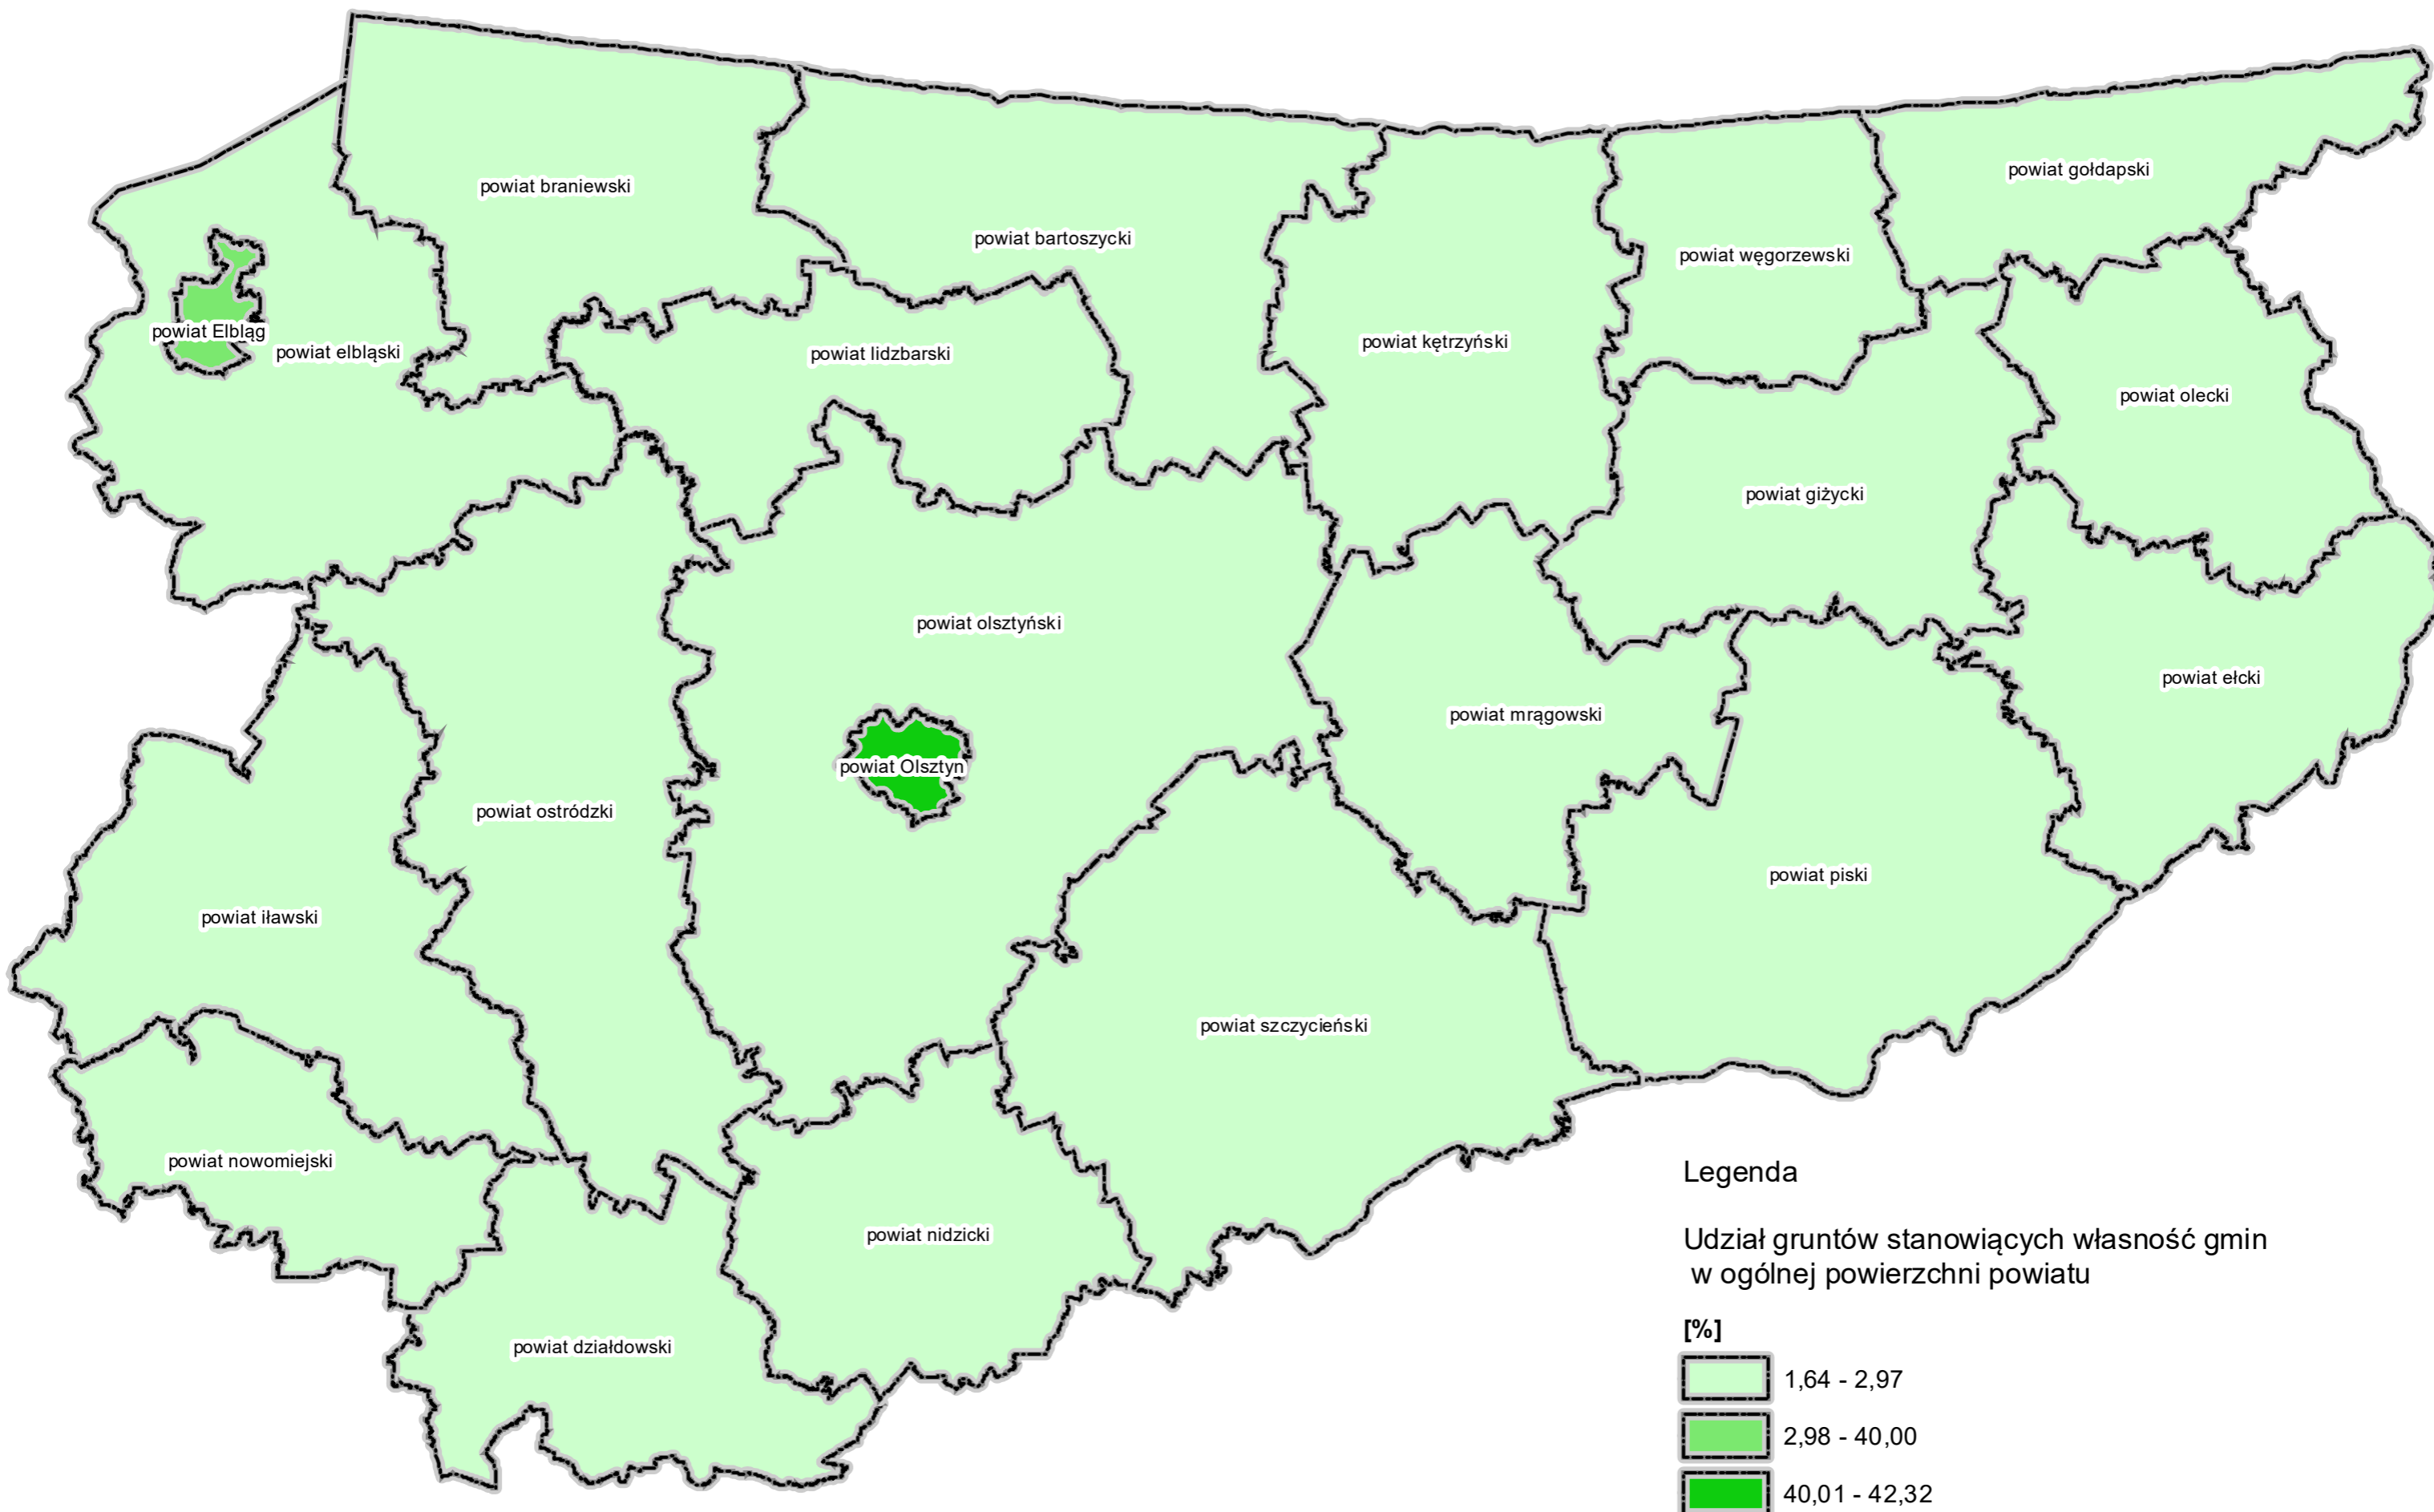 powiat gołdapski
powiat braniewski
powiat bartoszycki
powiat węgorzewski
powiat Elbląg
powiat elbląski
powiat lidzbarski
powiat kętrzyński
powiat olecki
powiat giżycki
powiat olsztyński
powiat ełcki
powiat mrągowski
powiat Olsztyn
powiat ostródzki
powiat piski
powiat iławski
powiat szczycieński
powiat nowomiejski
powiat nidzicki
powiat działdowski
Legenda
Udział gruntów stanowiących własność gmin
w ogólnej powierzchni powiatu
[%]
1,64 - 2,97
2,98 - 40,00
40,01 - 42,32